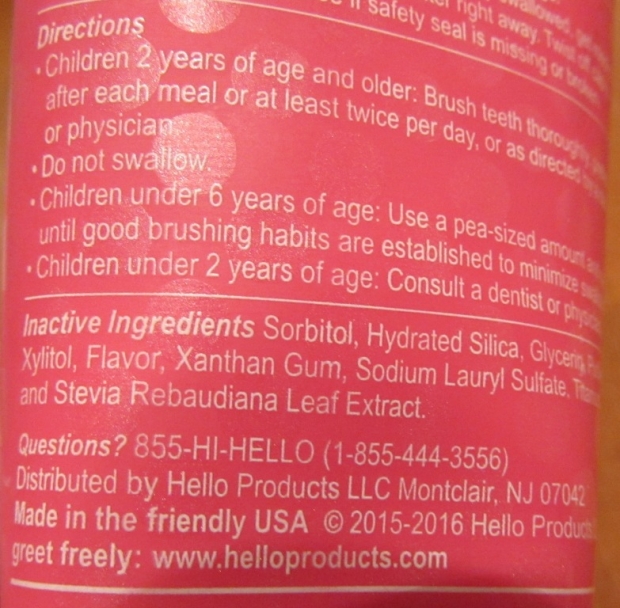 swallowed,
right away. Twist
if safety seal is missing or
Directions
• Children 2 years of age and older: Brush teeth
after each meal or at least twice per day, or as directed
or physician.
• Do not swallow.
• Children under 6 years of age: Use a pea-sized amount
until good brushing habits are established to minimize
• Children under 2 years of age: Consult a dentist or
Inactive Ingredients Sorbitol, Hydrated Silica, Glycerin,
Xylitol, Flavor, Xanthan Gum, Sodium Lauryl Sulfate,
and Stevia Rebaudiana Leaf Extract.
Questions? 855-HI-HELLO (1-855-444-3556)
Distributed by Hello Products LLC Montclair, NJ 07042
Made in the friendly USA © 2015-2016 Hello Products
greet freely: www.helloproducts.com